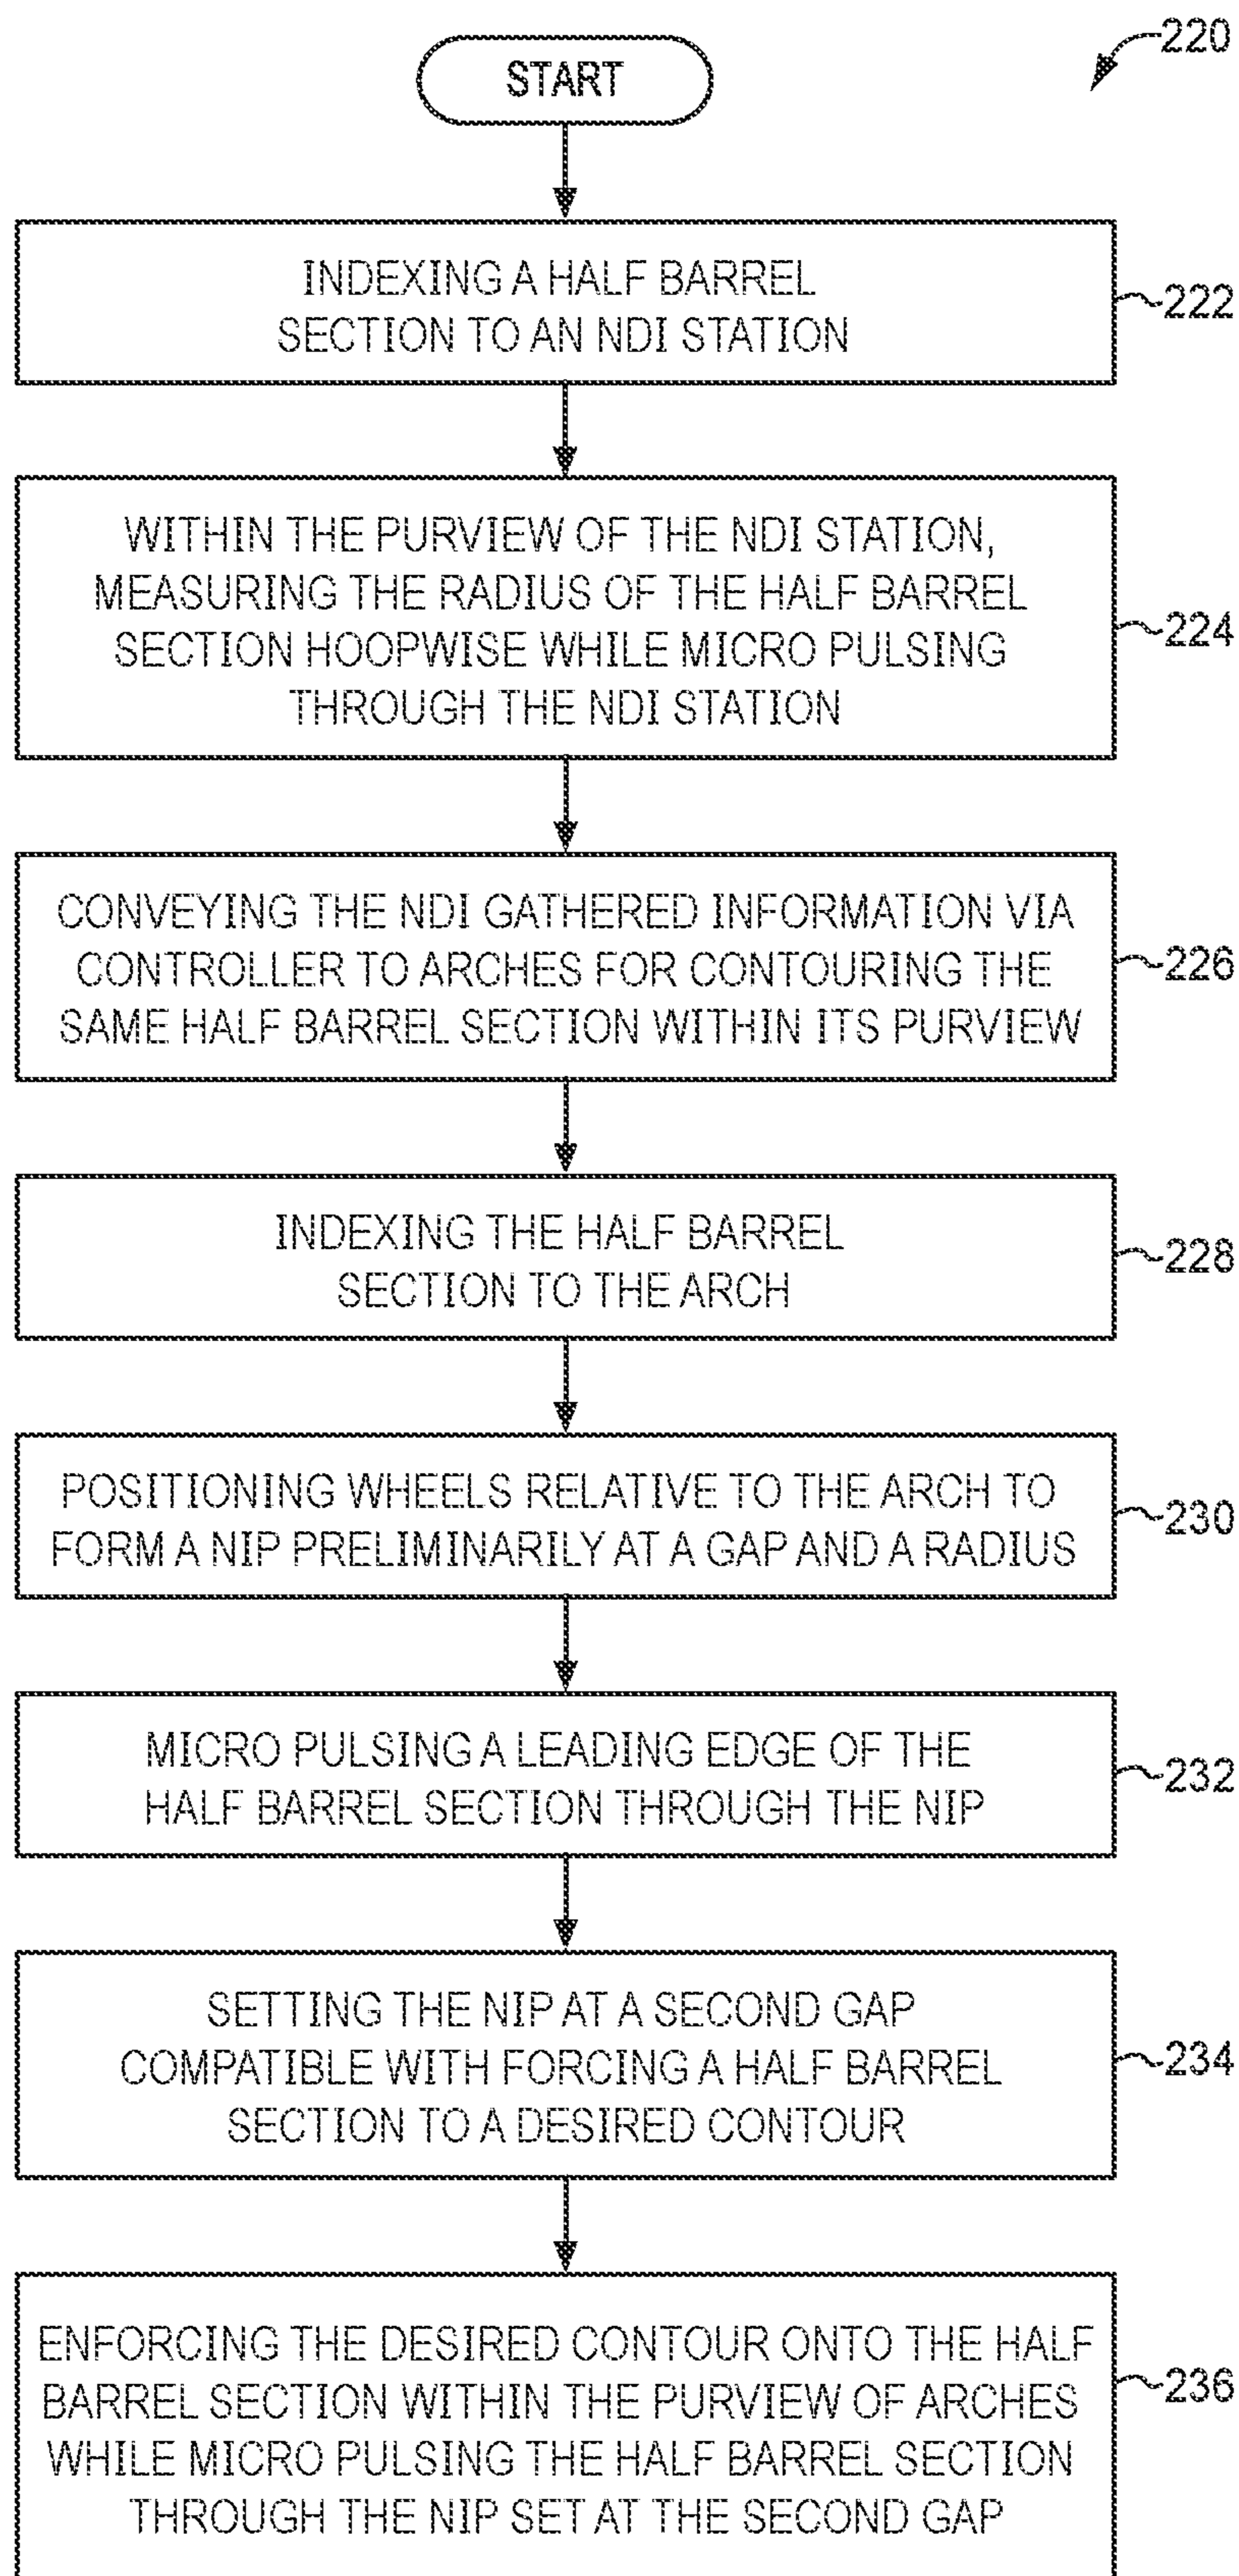 220
START
INDEXING A HALF BARREL
SECTION TO AN NDI STATION
222
WITHIN THE PURVIEW OF THE NDI STATION,
MEASURING THE RADIUS OF THE HALF BARREL
SECTION HOOPWISE WHILE MICRO PULSING
THROUGH THE NDI STATION
224
CONVEYING THE NDI GATHERED INFORMATION VIA
CONTROLLER TO ARCHES FOR CONTOURING THE
SAME HALF BARREL SECTION WITHIN ITS PURVIEW
226
INDEXING THE HALF BARREL
SECTION TO THE ARCH
228
POSITIONING WHEELS RELATIVE TO THE ARCH TO
FORM A NIP PRELIMINARILY AT A GAP AND A RADIUS
230
MICRO PULSING A LEADING EDGE OF THE
HALF BARREL SECTION THROUGH THE NIP
232
SETTING THE NIP AT A SECOND GAP
COMPATIBLE WITH FORCING A HALF BARREL
SECTION TO A DESIRED CONTOUR
234
ENFORCING THE DESIRED CONTOUR ONTO THE HALF
BARREL SECTION WITHIN THE PURVIEW OF ARCHES
WHILE MICRO PULSING THE HALF BARREL SECTION
THROUGH THE NIP SET AT THE SECOND GAP
236